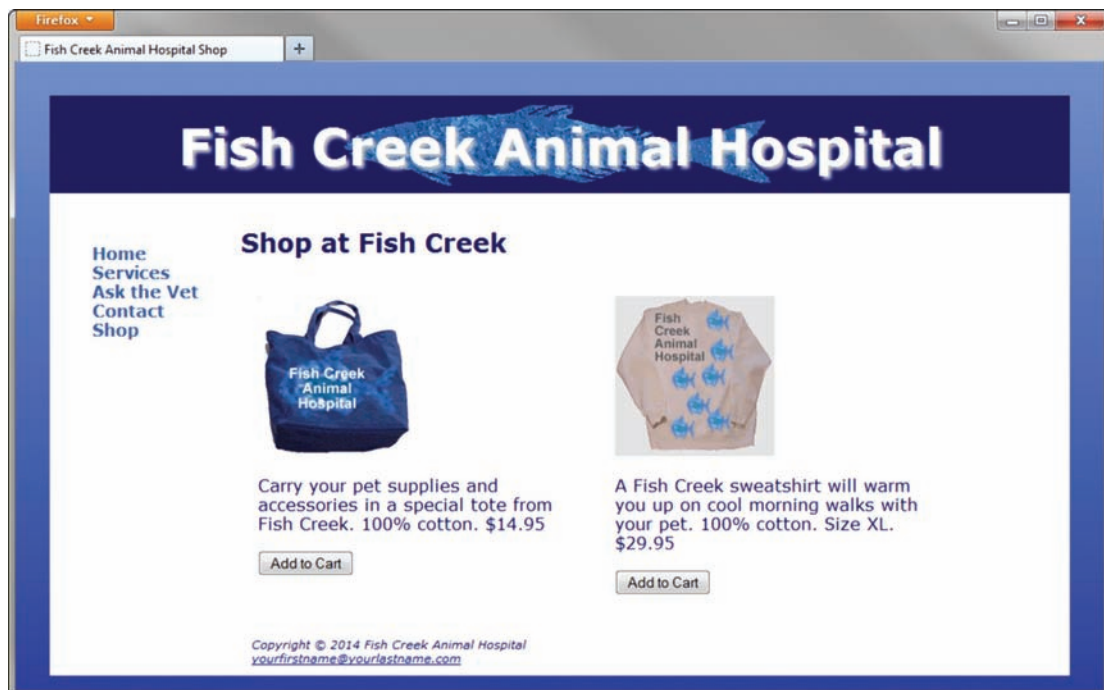 Firefox
Fish Creek Animal Hospital Shop
+
Fish Creek Animal Hospital
Home
Services
Ask the Vet
Contact
Shop
Shop at Fish Creek
Fish Creek
Animal
Hospital
Carry your pet supplies and
accessories in a special tote from
Fish Creek. 100% cotton. $14.95
Add to Cart
Fish
Creek
Animal
Hospital
A Fish Creek sweatshirt will warm
you up on cool morning walks with
your pet. 100% cotton. Size XL.
$29.95
Add to Cart
Copyright © 2014 Fish Creek Animal Hospital
yourfirstname@yourlastname.com